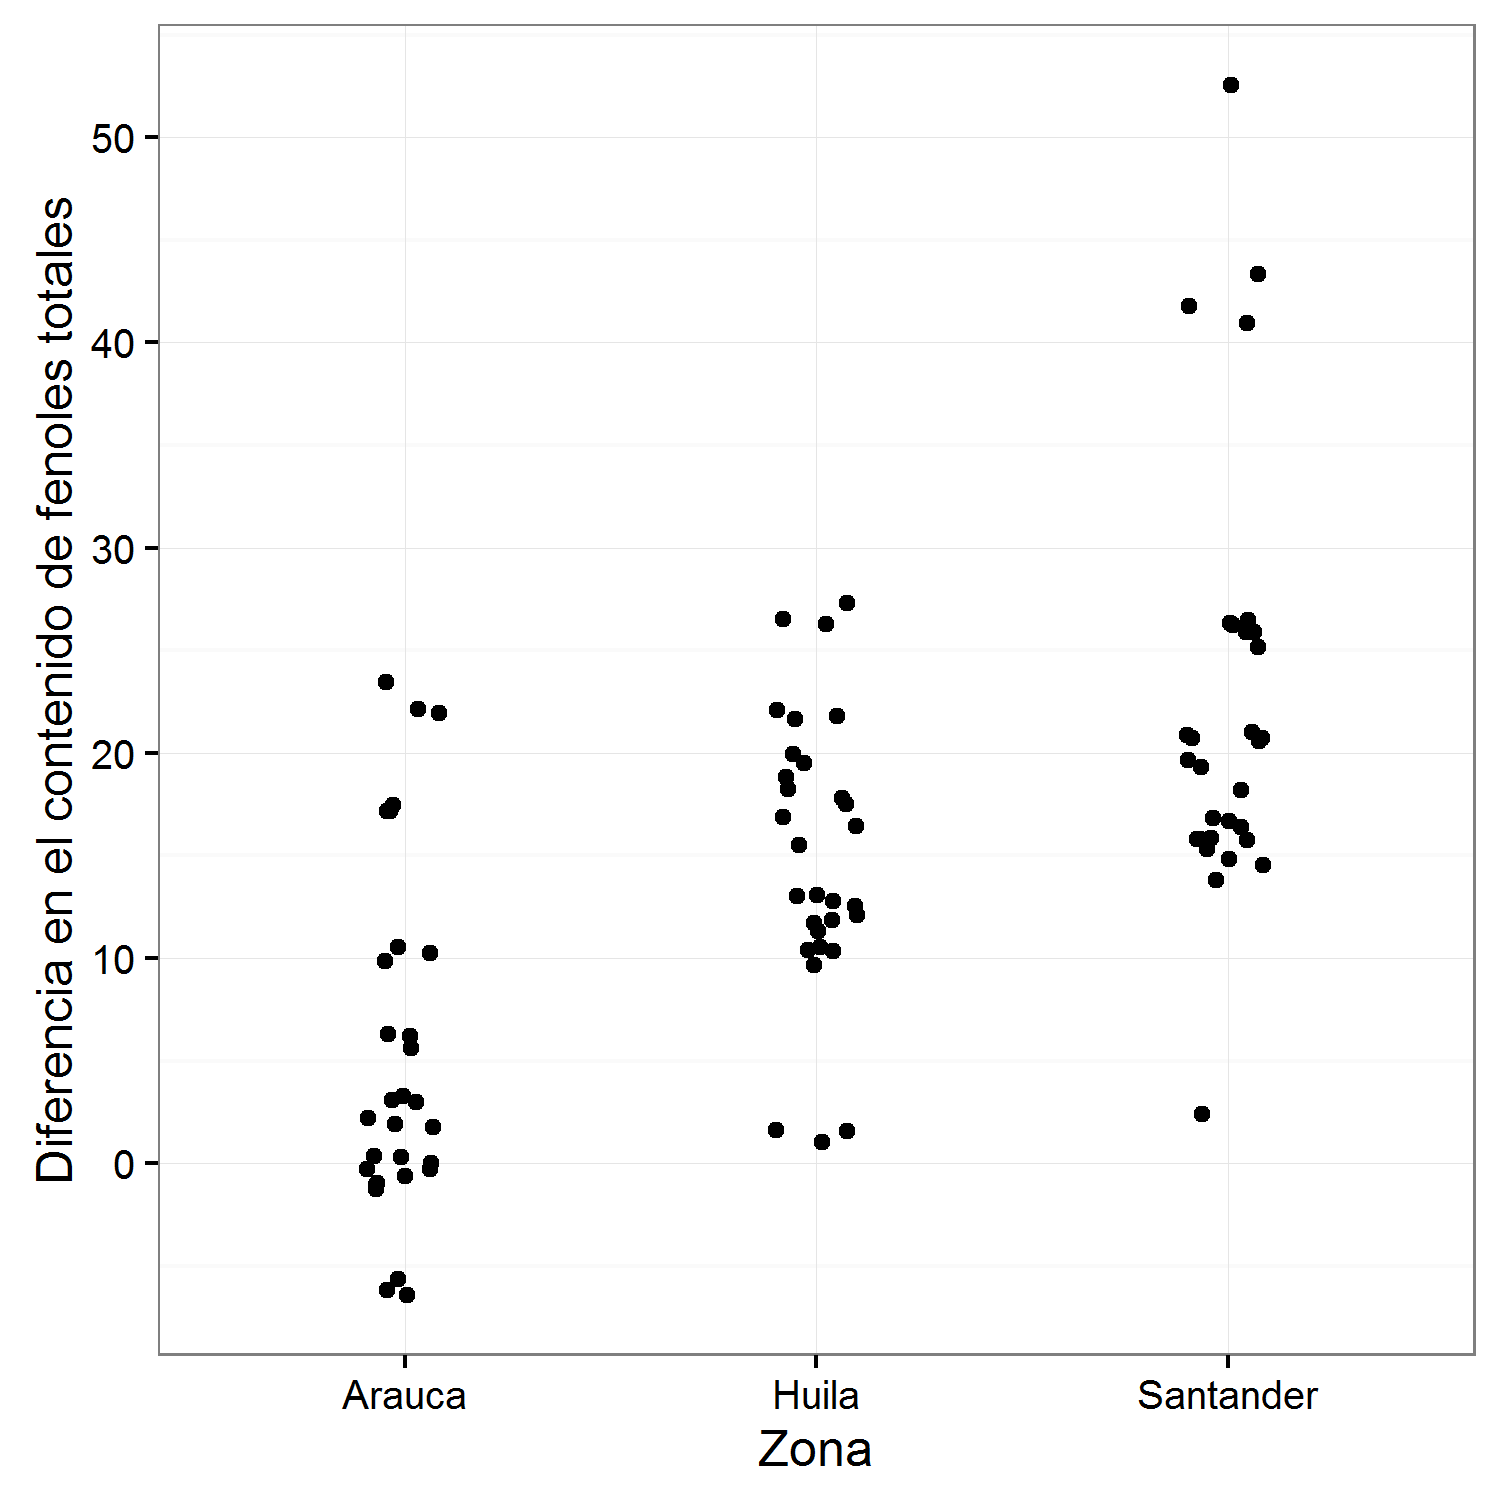 Diferencia en el contenido de fenoles totales
50
40
30
20
10
0
Arauca
Huila
Santander
Zona